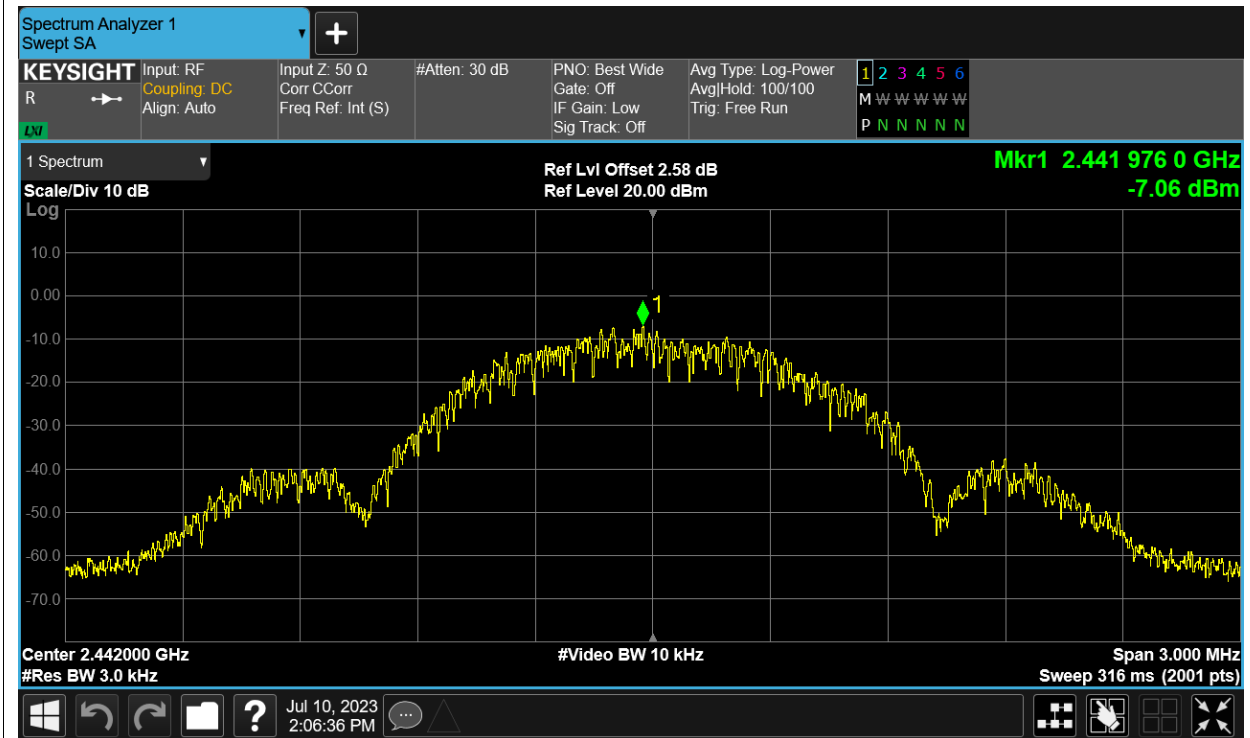 Spectrum Analyzer 1
Swept SA
+
KEYSIGHT
R
LXI
Input: RF
Coupling: DC
Align: Auto
Input Z: 50 Ω
Corr CCorr
Freq Ref: Int (S)
#Atten: 30 dB
PNO: Best Wide
Gate: Off
IF Gain: Low
Sig Track: Off
Avg Type: Log-Power
Avg|Hold: 100/100
Trig: Free Run
1 2 3 4 5 6
M W W W W W
P N N N N N
1 Spectrum
Scale/Div 10 dB
Log
Ref Lvl Offset 2.58 dB
Ref Level 20.00 dBm
Mkr1 2.441 976 0 GHz
-7.06 dBm
10.0
0.00
1
-10.0
-20.0
-30.0
-40.0
-50.0
-60.0
-70.0
Center 2.442000 GHz
#Video BW 10 kHz
Span 3.000 MHz
#Res BW 3.0 kHz
Sweep 316 ms (2001 pts)
?
Jul 10, 2023
2:06:36 PM